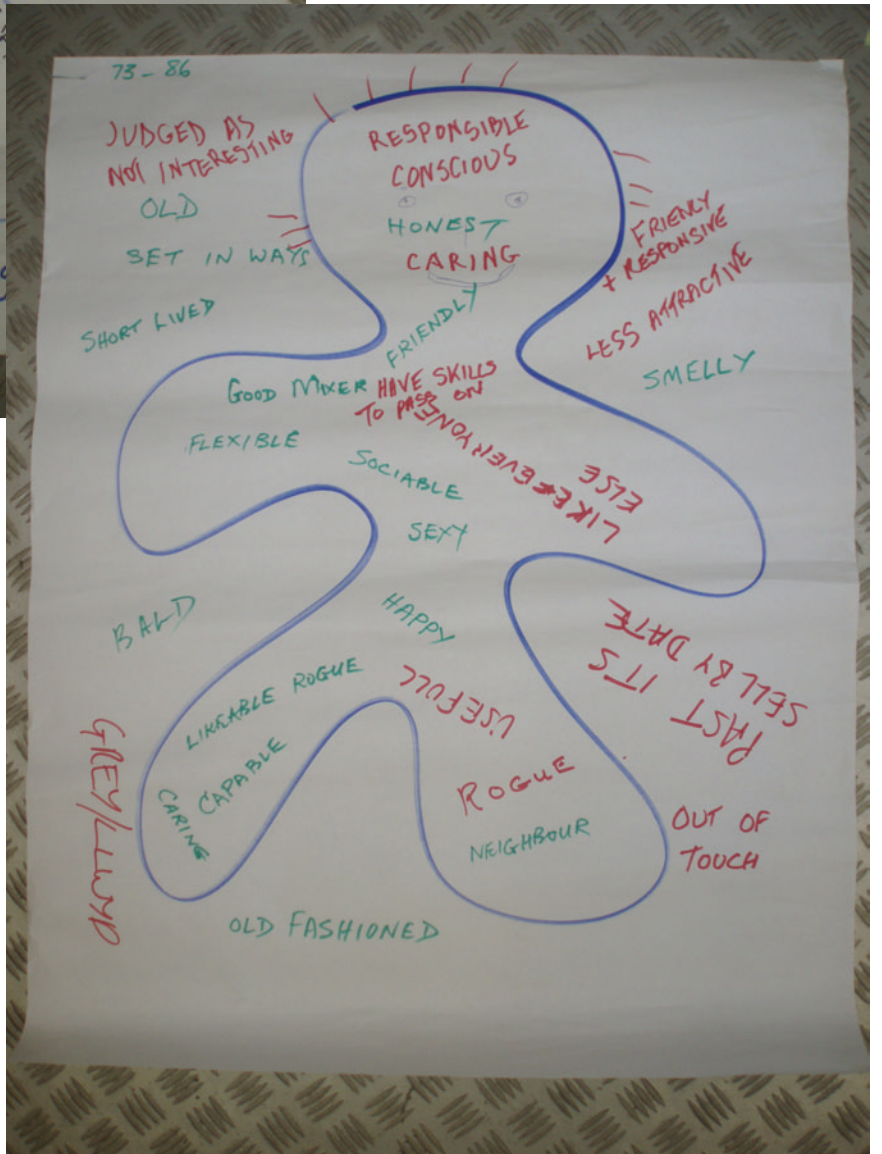 73 - 86
JUDGED AS
NOT INTERESTING
OLD
SET IN WAYS
SHORT LIVED
RESPONSIBLE
CONSCIOUS
HONEST
CARING
FRIENDLY
FRIENLY
+ RESPONSIVE
LESS ATTRACTIVE
SMELLY
GOOD MIXER
HAVE SKILLS
TO PASS ON
FLEXIBLE
SOCIABLE
LIKE EVERYONE
ELSE
SEXY
HAPPY
BALD
LIKEABLE ROGUE
CAPABLE
CARING
USEFULL
ROGUE
NEIGHBOUR
PAST
ITS
SELL BY DATE
OUT OF
TOUCH
GREY/LLWYD
OLD FASHIONED